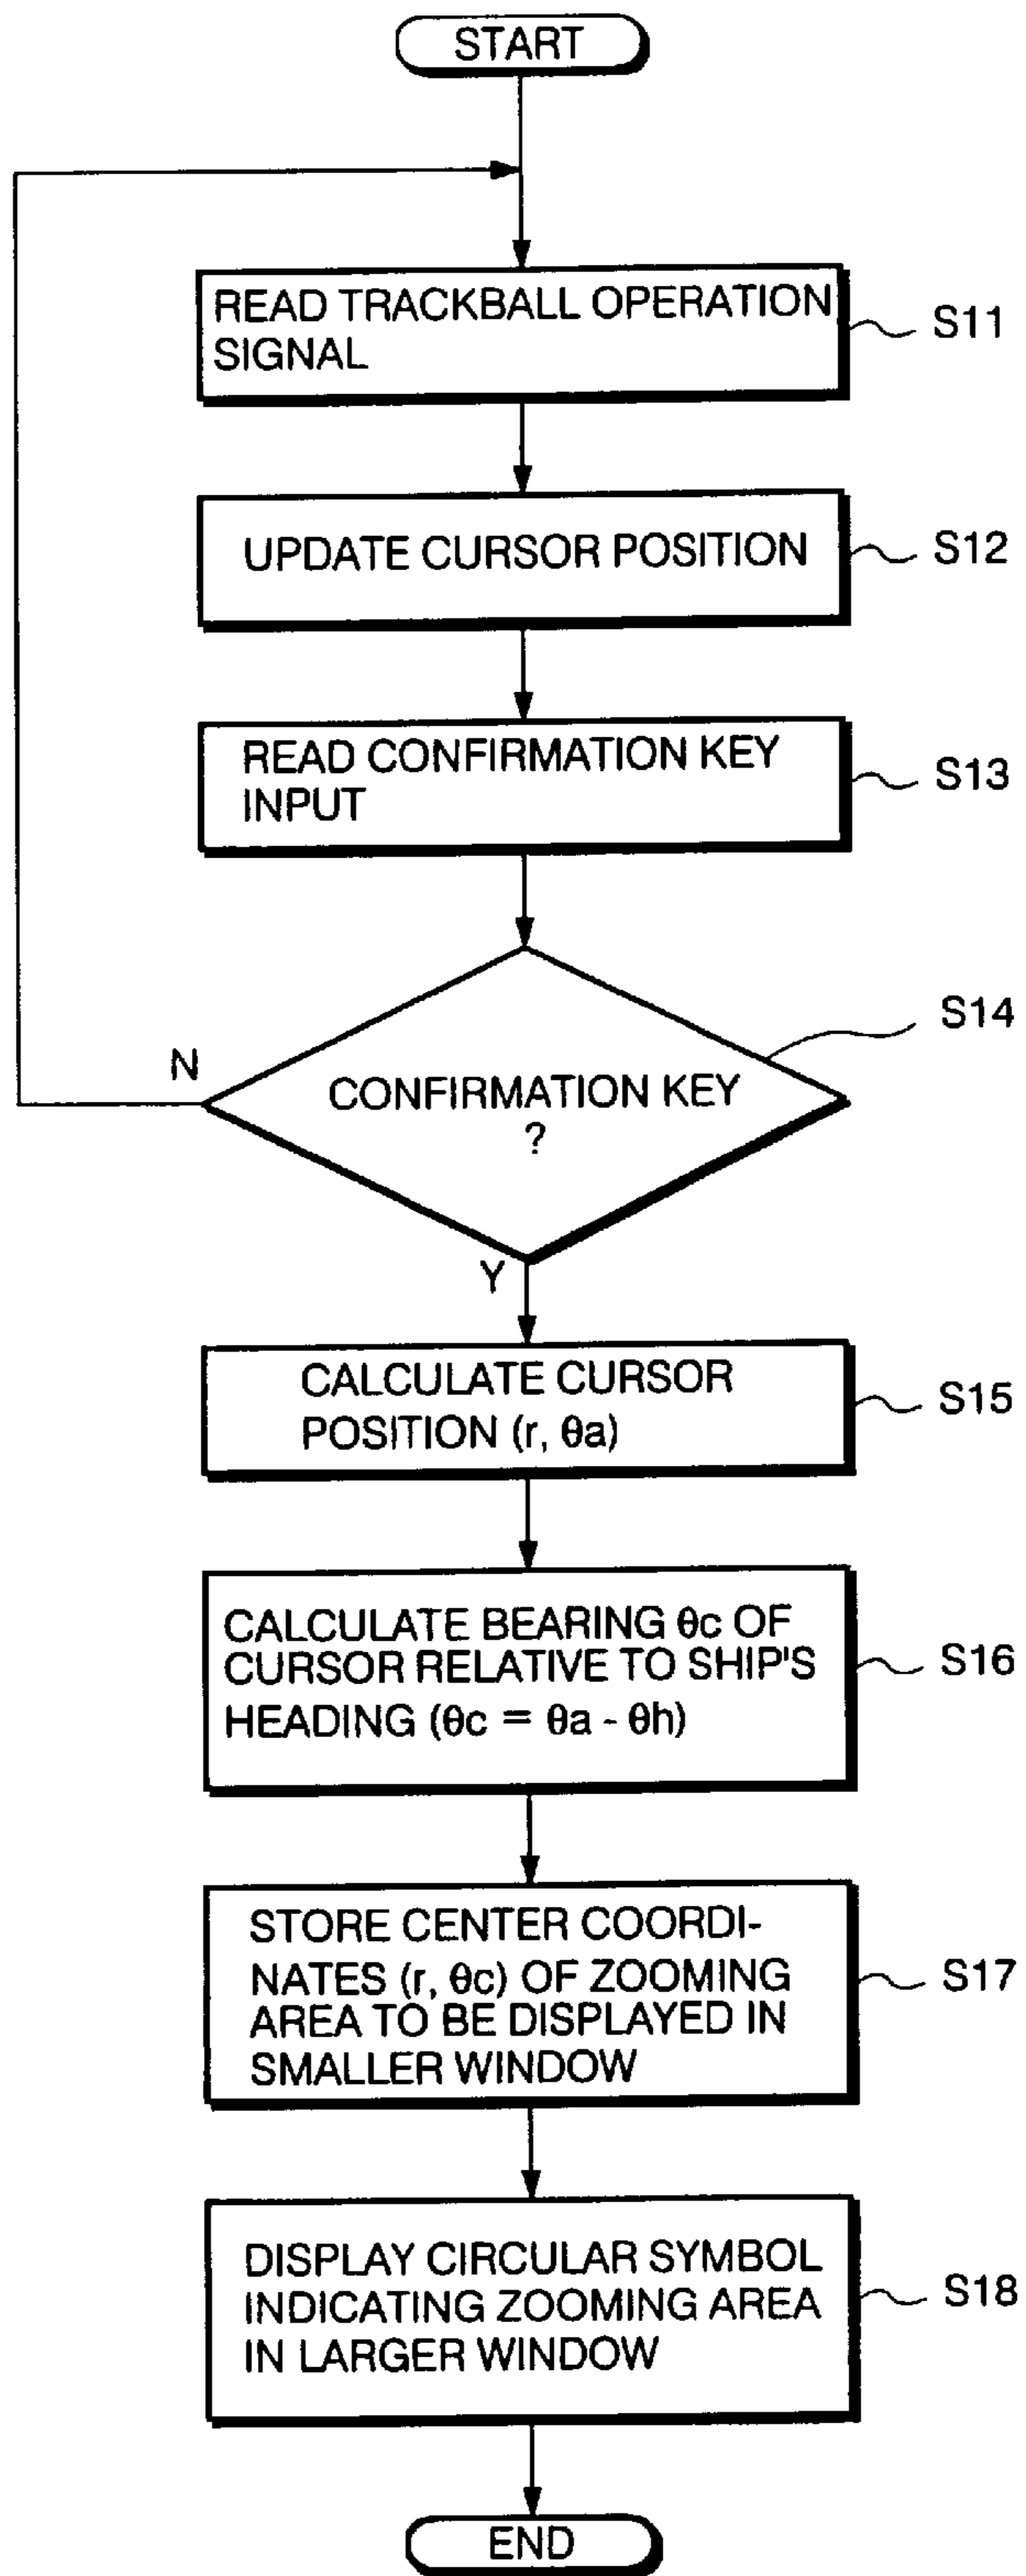 START
READ TRACKBALL OPERATION
SIGNAL
S11
UPDATE CURSOR POSITION
S12
READ CONFIRMATION KEY
INPUT
S13
S14
N
CONFIRMATION KEY
?
Y
CALCULATE CURSOR
POSITION (r, θa)
S15
CALCULATE BEARING θc OF
CURSOR RELATIVE TO SHIP'S
HEADING (θc = θa - θh)
S16
STORE CENTER COORDI-
NATES (r, θc) OF ZOOMING
AREA TO BE DISPLAYED IN
SMALLER WINDOW
S17
DISPLAY CIRCULAR SYMBOL
INDICATING ZOOMING AREA
IN LARGER WINDOW
S18
END